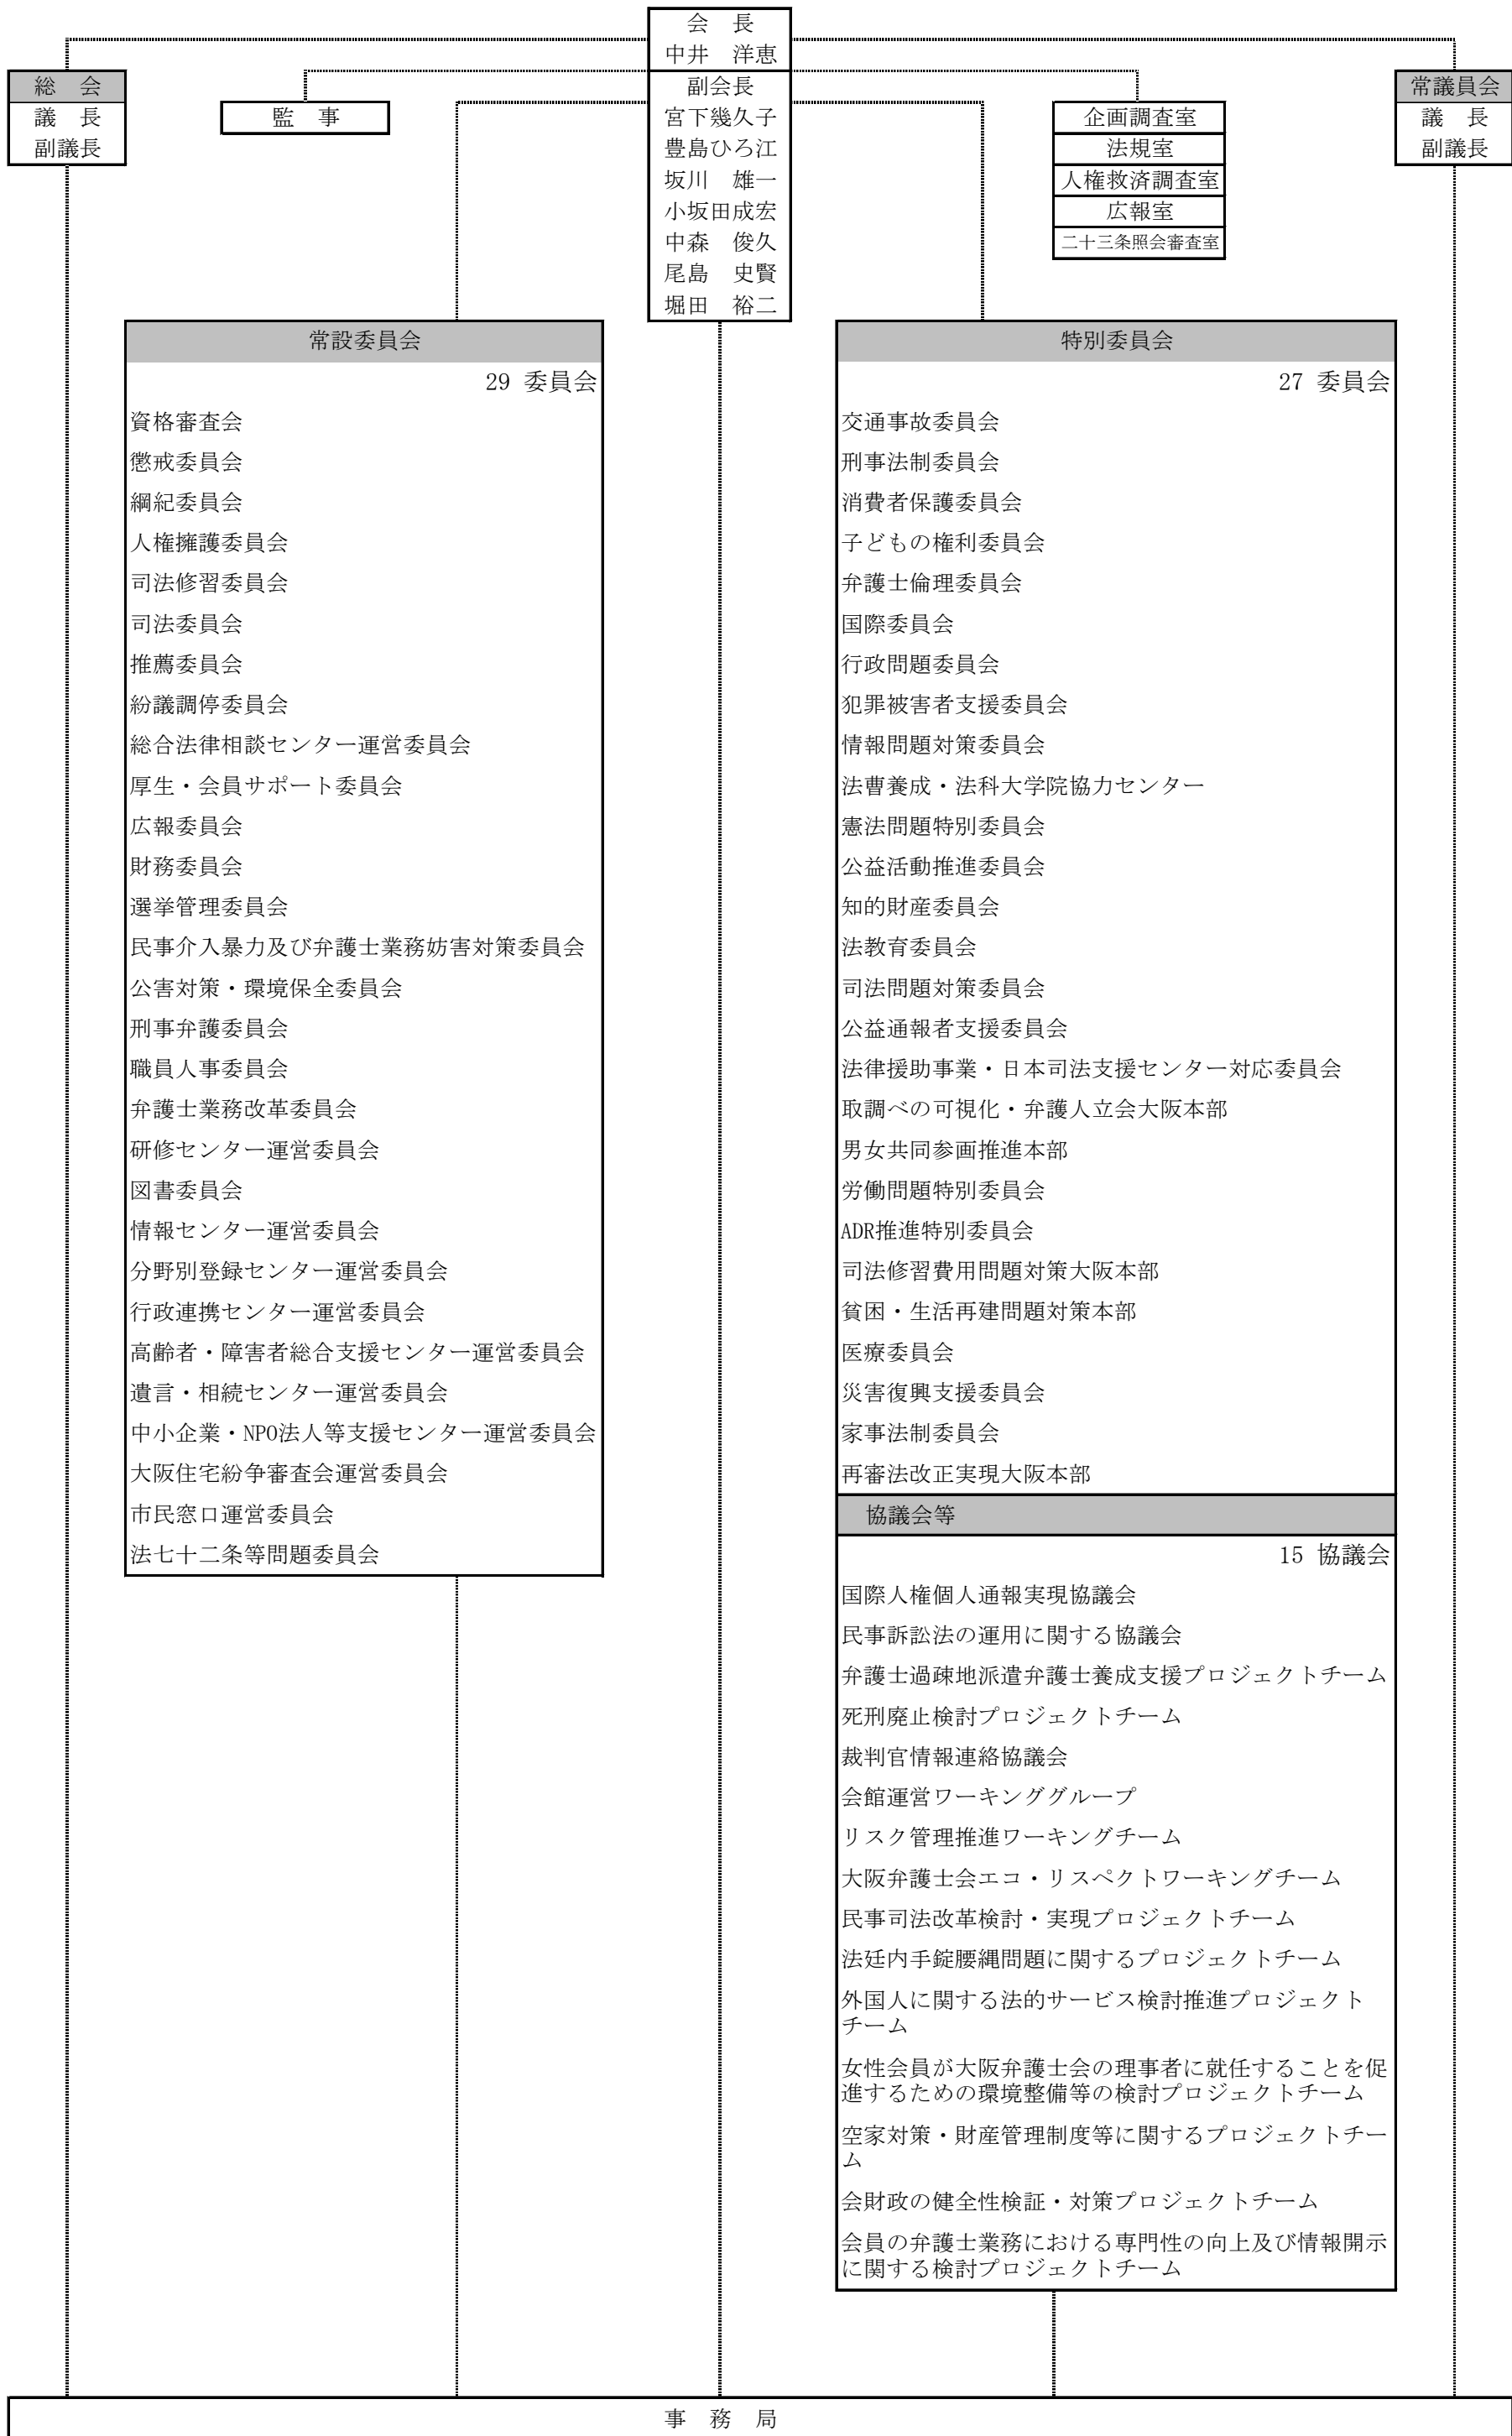 会　長
中井　洋恵
副会長
宮下幾久子
豊島ひろ江
坂川　雄一
小坂田成宏
中森　俊久
尾島　史賢
堀田　裕二
総　会
議　長
副議長
監　事
企画調査室
法規室
人権救済調査室
広報室
二十三条照会審査室
常議員会
議　長
副議長
常設委員会
29 委員会
資格審査会
懲戒委員会
綱紀委員会
人権擁護委員会
司法修習委員会
司法委員会
推薦委員会
紛議調停委員会
総合法律相談センター運営委員会
厚生・会員サポート委員会
広報委員会
財務委員会
選挙管理委員会
民事介入暴力及び弁護士業務妨害対策委員会
公害対策・環境保全委員会
刑事弁護委員会
職員人事委員会
弁護士業務改革委員会
研修センター運営委員会
図書委員会
情報センター運営委員会
分野別登録センター運営委員会
行政連携センター運営委員会
高齢者・障害者総合支援センター運営委員会
遺言・相続センター運営委員会
中小企業・NPO法人等支援センター運営委員会
大阪住宅紛争審査会運営委員会
市民窓口運営委員会
法七十二条等問題委員会
特別委員会
27 委員会
交通事故委員会
刑事法制委員会
消費者保護委員会
子どもの権利委員会
弁護士倫理委員会
国際委員会
行政問題委員会
犯罪被害者支援委員会
情報問題対策委員会
法曹養成・法科大学院協力センター
憲法問題特別委員会
公益活動推進委員会
知的財産委員会
法教育委員会
司法問題対策委員会
公益通報者支援委員会
法律援助事業・日本司法支援センター対応委員会
取調べの可視化・弁護人立会大阪本部
男女共同参画推進本部
労働問題特別委員会
ADR推進特別委員会
司法修習費用問題対策大阪本部
貧困・生活再建問題対策本部
医療委員会
災害復興支援委員会
家事法制委員会
再審法改正実現大阪本部
協議会等
15 協議会
国際人権個人通報実現協議会
民事訴訟法の運用に関する協議会
弁護士過疎地派遣弁護士養成支援プロジェクトチーム
死刑廃止検討プロジェクトチーム
裁判官情報連絡協議会
会館運営ワーキンググループ
リスク管理推進ワーキングチーム
大阪弁護士会エコ・リスペクトワーキングチーム
民事司法改革検討・実現プロジェクトチーム
法廷内手錠腰縄問題に関するプロジェクトチーム
外国人に関する法的サービス検討推進プロジェクト
チーム
女性会員が大阪弁護士会の理事者に就任することを促
進するための環境整備等の検討プロジェクトチーム
空家対策・財産管理制度等に関するプロジェクトチー
ム
会財政の健全性検証・対策プロジェクトチーム
会員の弁護士業務における専門性の向上及び情報開示
に関する検討プロジェクトチーム
事　務　局